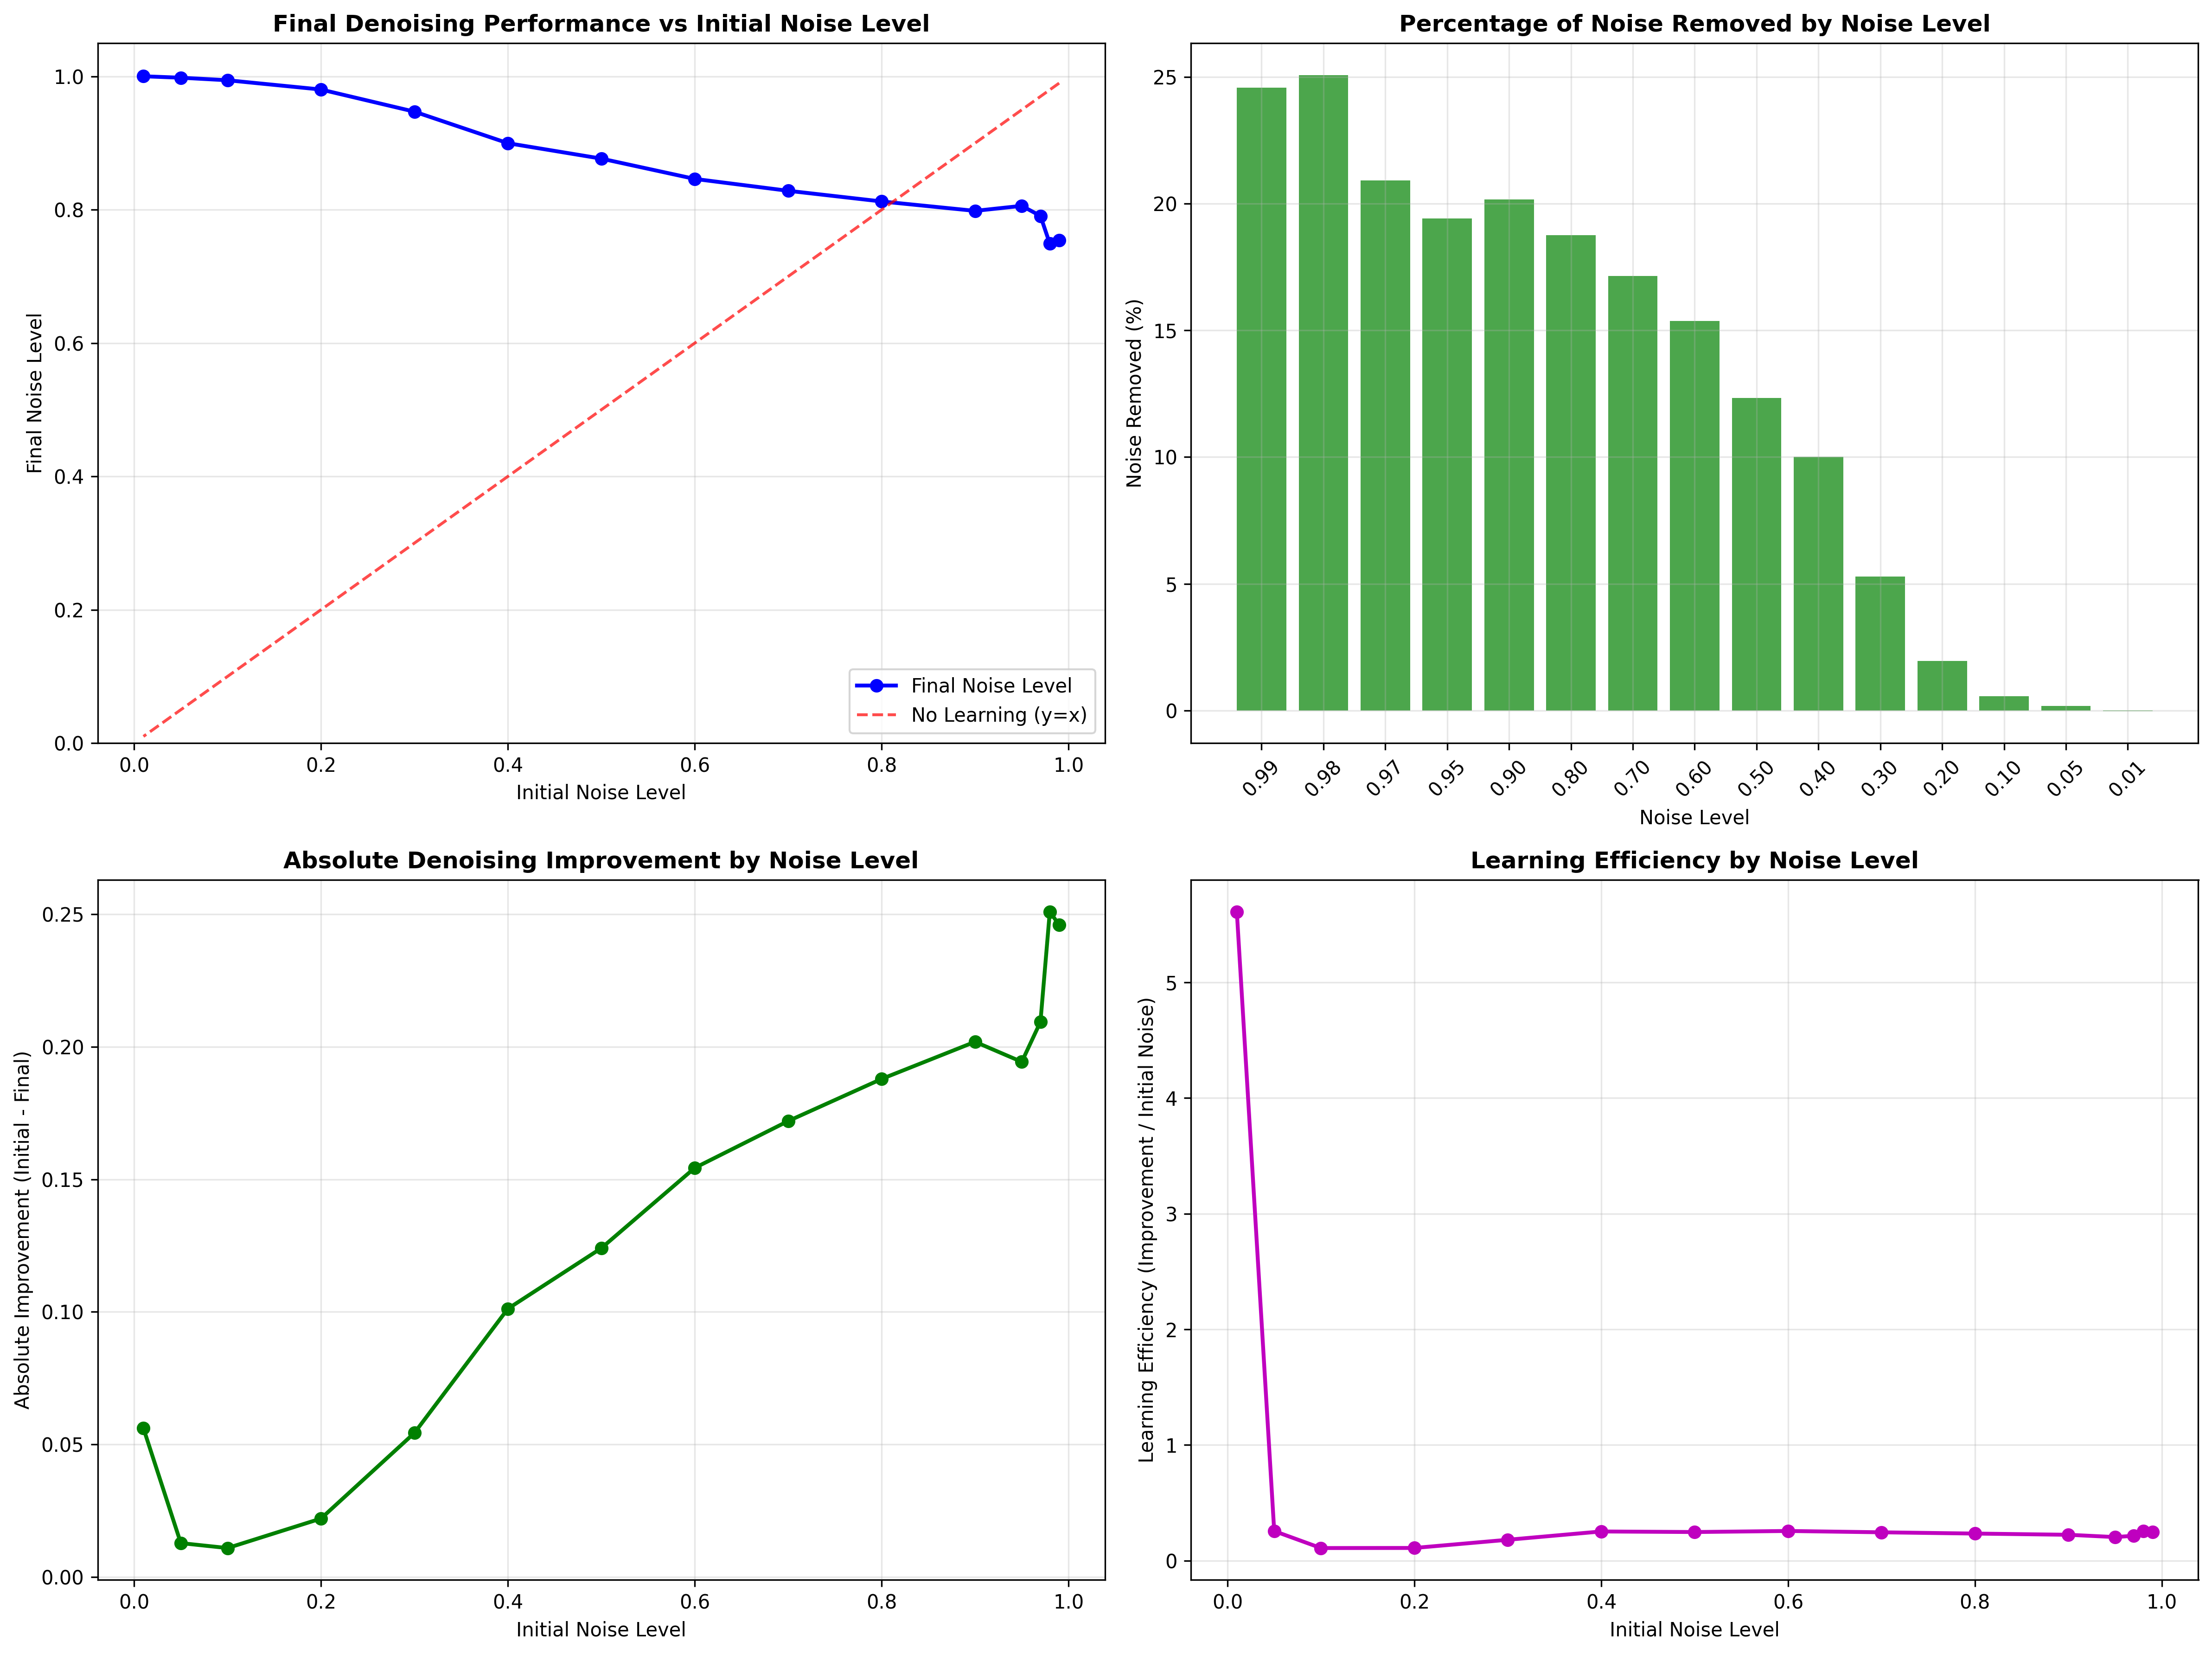 Final Denoising Performance vs Initial Noise Level
Final Noise Level
1.0
0.8
0.6
0.4
0.2
0.0
0.0 0.2 0.4 0.6 0.8 1.0
Initial Noise Level
Final Noise Level
No Learning (y=x)
Percentage of Noise Removed by Noise Level
Noise Removed (%)
25
20
15
10
5
0
0.99 0.98 0.97 0.95 0.90 0.80 0.70 0.60 0.50 0.40 0.30 0.20 0.10 0.05 0.01
Noise Level
Absolute Denoising Improvement by Noise Level
Absolute Improvement (Initial - Final)
0.25
0.20
0.15
0.10
0.05
0.00
0.0 0.2 0.4 0.6 0.8 1.0
Initial Noise Level
Learning Efficiency by Noise Level
Learning Efficiency (Improvement / Initial Noise)
5
4
3
2
1
0
0.0 0.2 0.4 0.6 0.8 1.0
Initial Noise Level